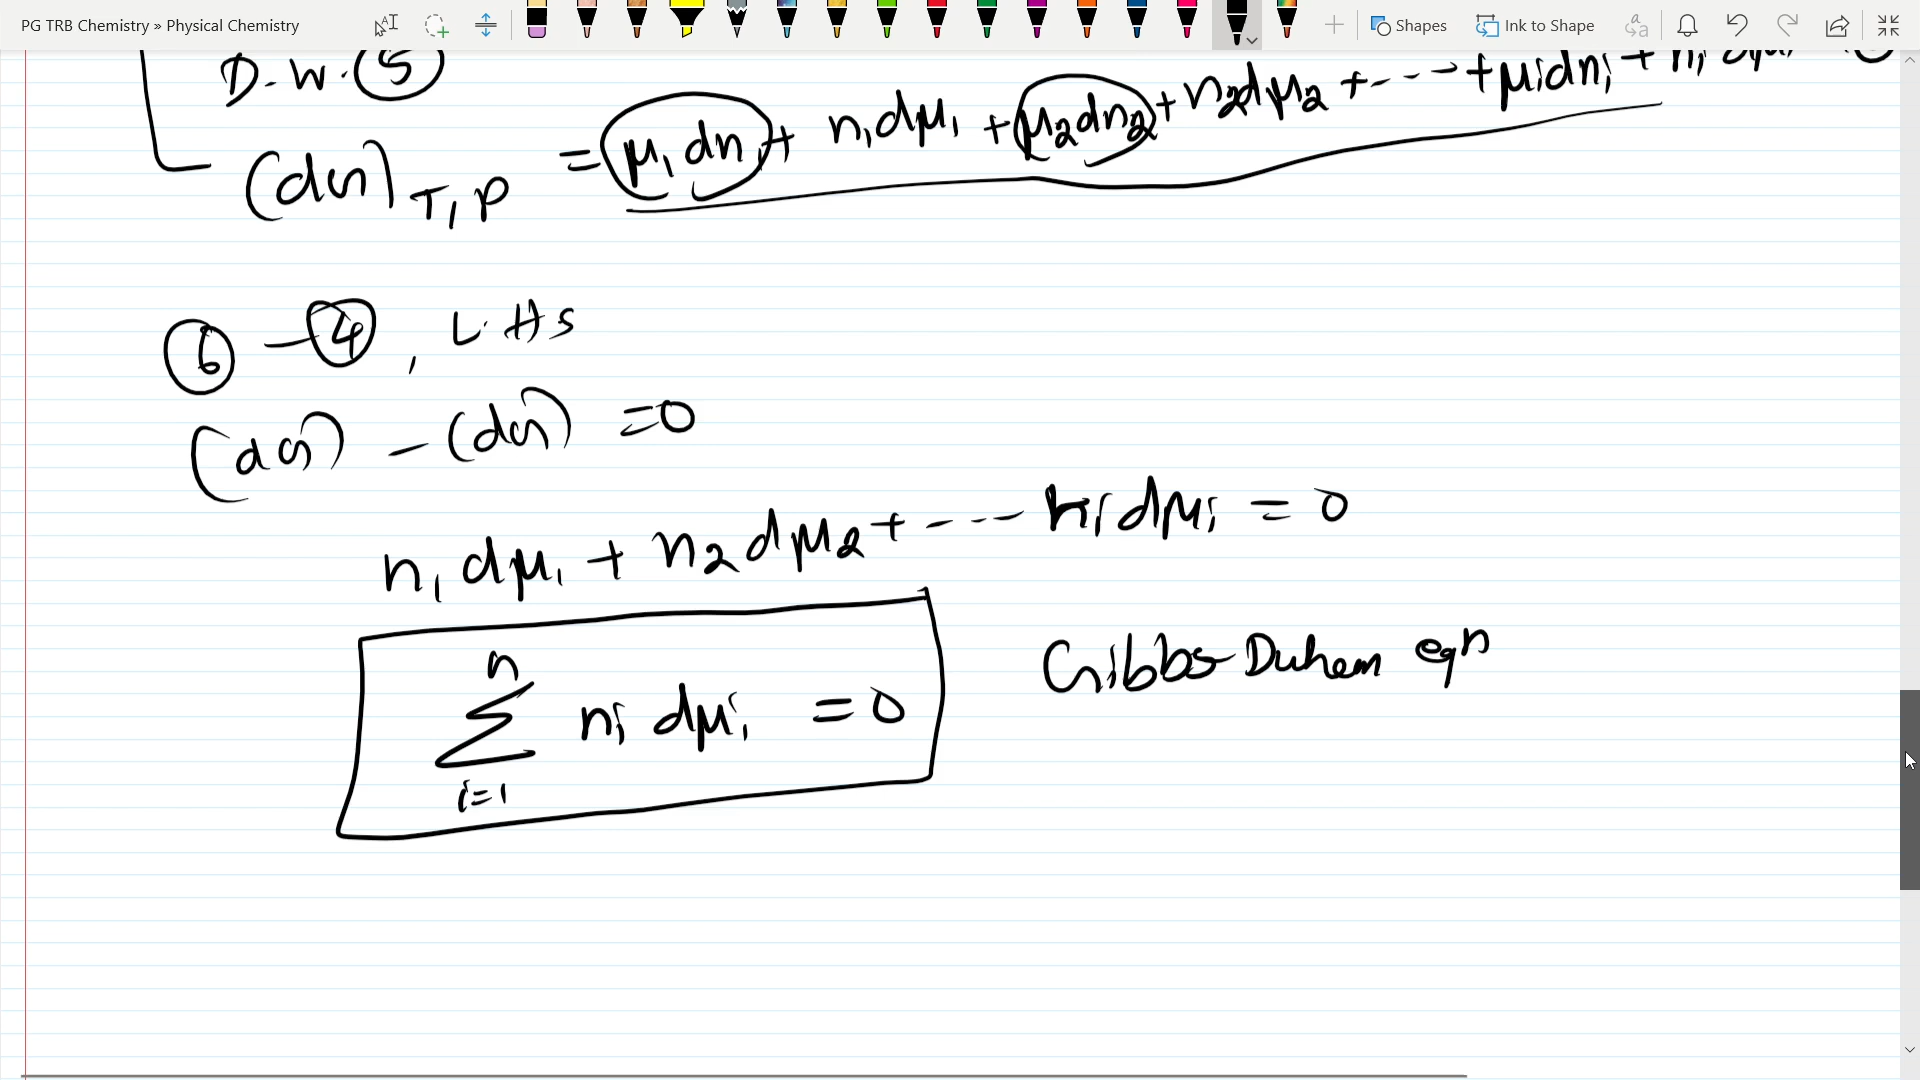 PG TRB Chemistry » Physical Chemistry
Shapes
Ink to Shape
D.W. (5)
(dG)T,P = μ₁dn₁ + n₁dμ₁ + μ₂dn₂ + n₂dμ₂ + --- + μᵢdnᵢ + nᵢdμᵢ
(6) – (4), L.H.S
(dG) – (dG) = 0
n₁dμ₁ + n₂dμ₂ + --- nᵢdμᵢ = 0
n
∑ nᵢ dμᵢ = 0
i=1
Gibbs-Duhem eqn